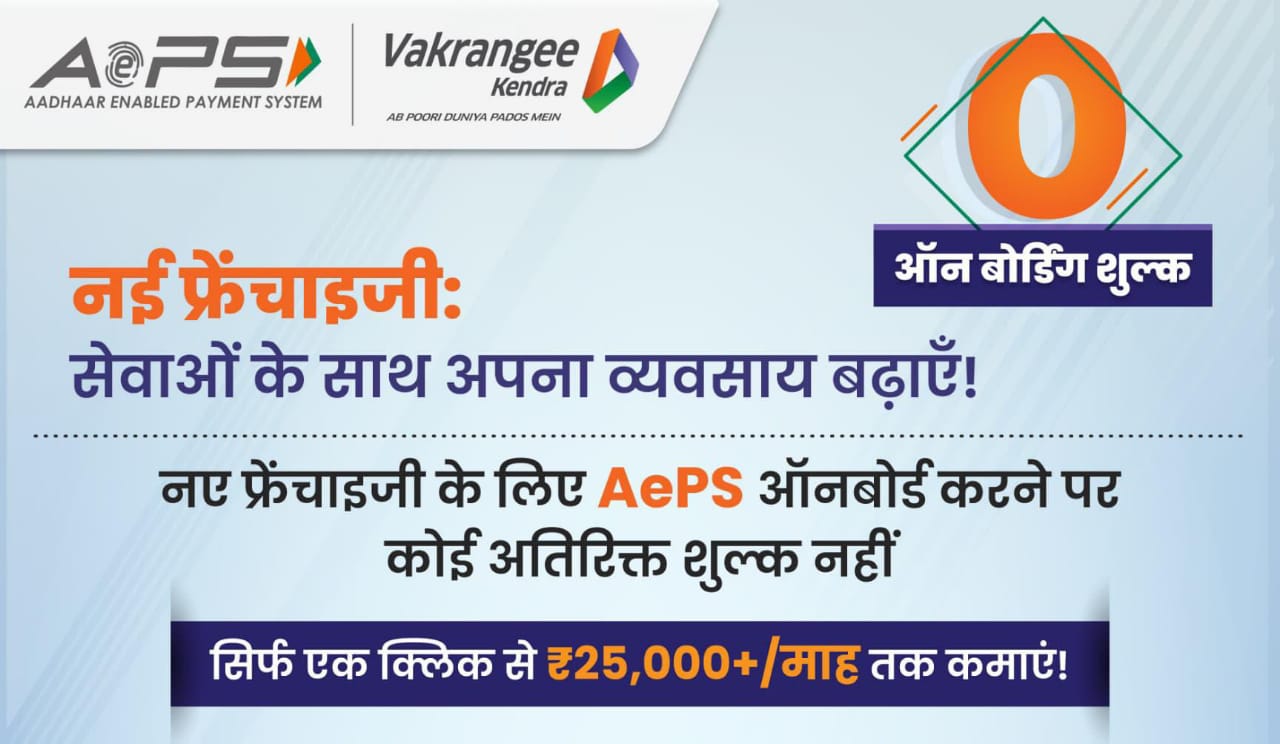 AePS
AADHAAR ENABLED PAYMENT SYSTEM
Vakrangee
Kendra
AB POORI DUNIYA PADOS MEIN
0
ऑन बोर्डिंग शुल्क
नई फ्रेंचाइजी:
सेवाओं के साथ अपना व्यवसाय बढ़ाएँ!
नए फ्रेंचाइजी के लिए AePS ऑनबोर्ड करने पर
कोई अतिरिक्त शुल्क नहीं
सिर्फ एक क्लिक से ₹25,000+/माह तक कमाएं!